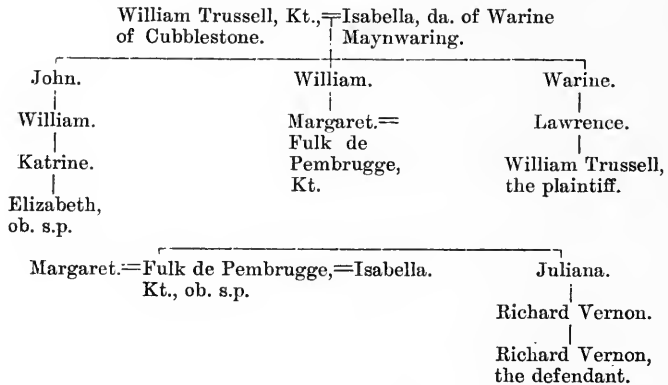 William Trussell, Kt.,=Isabella, da. of Warine
of Cubblestone. Maynwaring.
John. William. Warine.
William. Margaret.= Lawrence.
Fulk de
Katrine. Pembrugge, William Trussell,
Kt. the plaintiff.
Elizabeth,
ob. s.p.
Margaret.=Fulk de Pembrugge,=Isabella. Juliana.
Kt., ob. s.p.
Richard Vernon.
Richard Vernon,
the defendant.